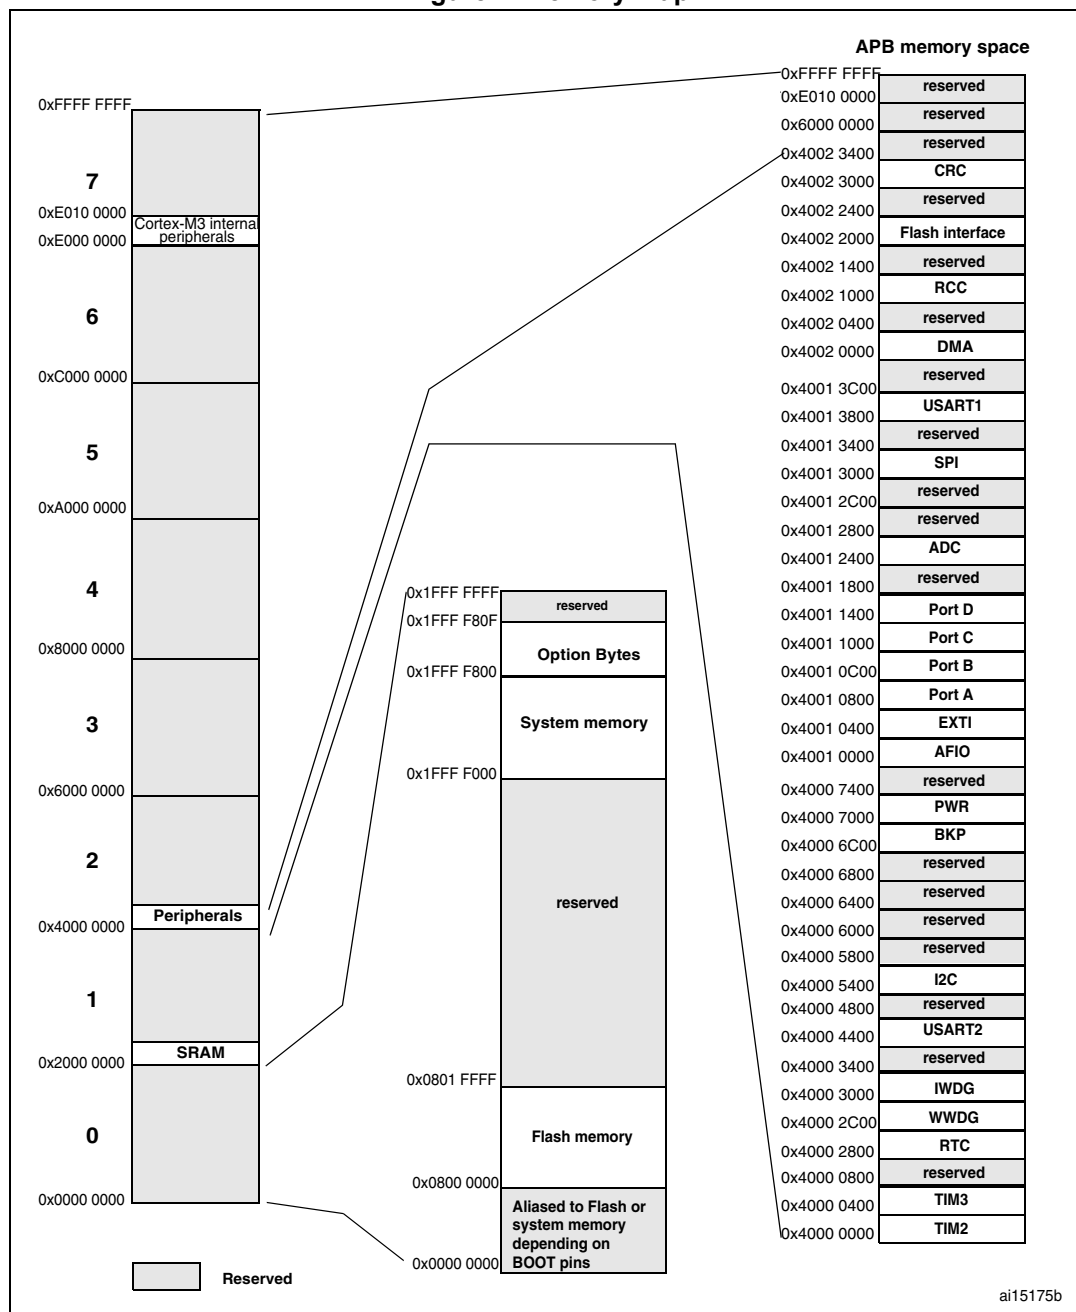 APB memory space
0xFFFF FFFF
7
0xE010 0000
Cortex-M3 internal
peripherals
0xE000 0000
6
0xC000 0000
5
0xA000 0000
4
0x8000 0000
3
0x6000 0000
2
Peripherals
0x4000 0000
1
SRAM
0x2000 0000
0
0x0000 0000
Reserved
0x1FFF FFFF
reserved
0x1FFF F80F
Option Bytes
0x1FFF F800
System memory
0x1FFF F000
reserved
0x0801 FFFF
Flash memory
0x0800 0000
Aliased to Flash or
system memory
depending on
BOOT pins
0x0000 0000
0xFFFF FFFF
reserved
0xE010 0000
reserved
0x6000 0000
reserved
0x4002 3400
CRC
0x4002 3000
reserved
0x4002 2400
Flash interface
0x4002 2000
reserved
0x4002 1400
RCC
0x4002 1000
reserved
0x4002 0400
DMA
0x4002 0000
reserved
0x4001 3C00
USART1
0x4001 3800
reserved
0x4001 3400
SPI
0x4001 3000
reserved
0x4001 2C00
reserved
0x4001 2800
ADC
0x4001 2400
reserved
0x4001 1800
Port D
0x4001 1400
Port C
0x4001 1000
Port B
0x4001 0C00
Port A
0x4001 0800
EXTI
0x4001 0400
AFIO
0x4001 0000
reserved
0x4000 7400
PWR
0x4000 7000
BKP
0x4000 6C00
reserved
0x4000 6800
reserved
0x4000 6400
reserved
0x4000 6000
reserved
0x4000 5800
I2C
0x4000 5400
reserved
0x4000 4800
USART2
0x4000 4400
reserved
0x4000 3400
IWDG
0x4000 3000
WWDG
0x4000 2C00
RTC
0x4000 2800
reserved
0x4000 0800
TIM3
0x4000 0400
TIM2
0x4000 0000
ai15175b